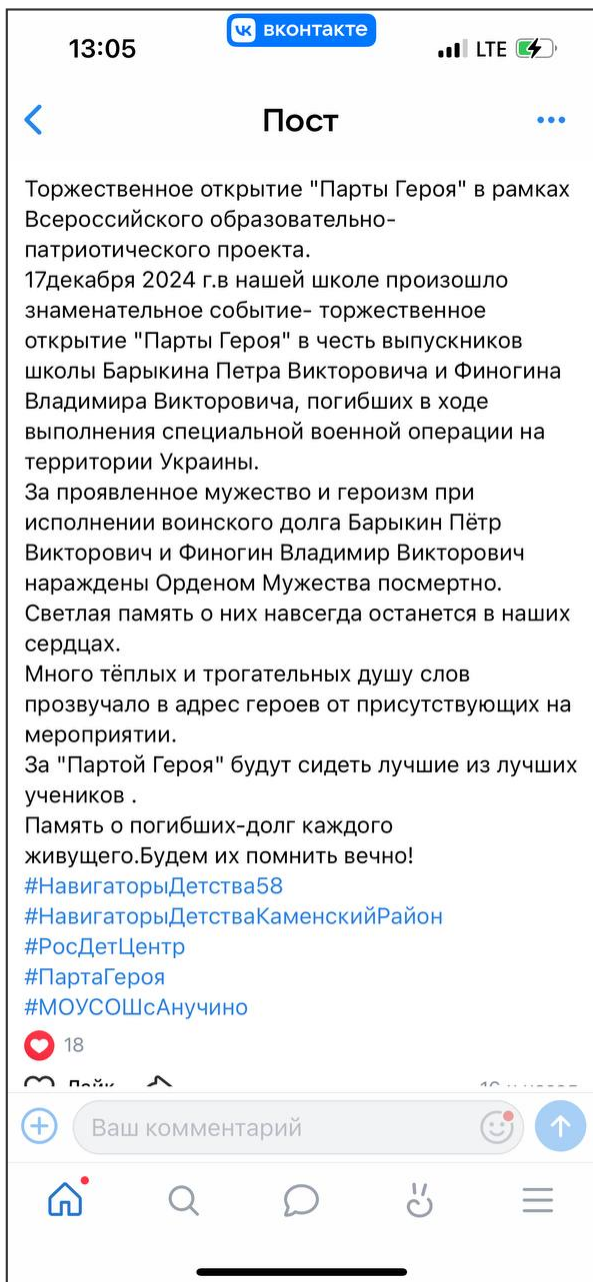 вконтакте
13:05
LTE
Пост
Торжественное открытие "Парты Героя" в рамках
Всероссийского образовательно-
патриотического проекта.
17декабря 2024 г.в нашей школе произошло
знаменательное событие- торжественное
открытие "Парты Героя" в честь выпускников
школы Барыкина Петра Викторовича и Финогина
Владимира Викторовича, погибших в ходе
выполнения специальной военной операции на
территории Украины.
За проявленное мужество и героизм при
исполнении воинского долга Барыкин Пётр
Викторович и Финогин Владимир Викторович
нараждены Орденом Мужества посмертно.
Светлая память о них навсегда останется в наших
сердцах.
Много тёплых и трогательных душу слов
прозвучало в адрес героев от присутствующих на
мероприятии.
За "Партой Героя" будут сидеть лучшие из лучших
учеников .
Память о погибших-долг каждого
живущего.Будем их помнить вечно!
#НавигаторыДетства58
#НавигаторыДетстваКаменскийРайон
#РосДетЦентр
#ПартаГероя
#МОУСОШсАнучино
18
Лайк
Ваш комментарий